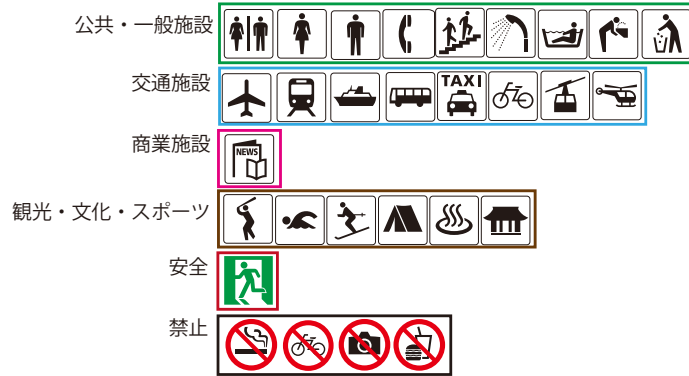 公共・一般施設
交通施設
TAXI
商業施設
NEWS
観光・文化・スポーツ
安全
禁止